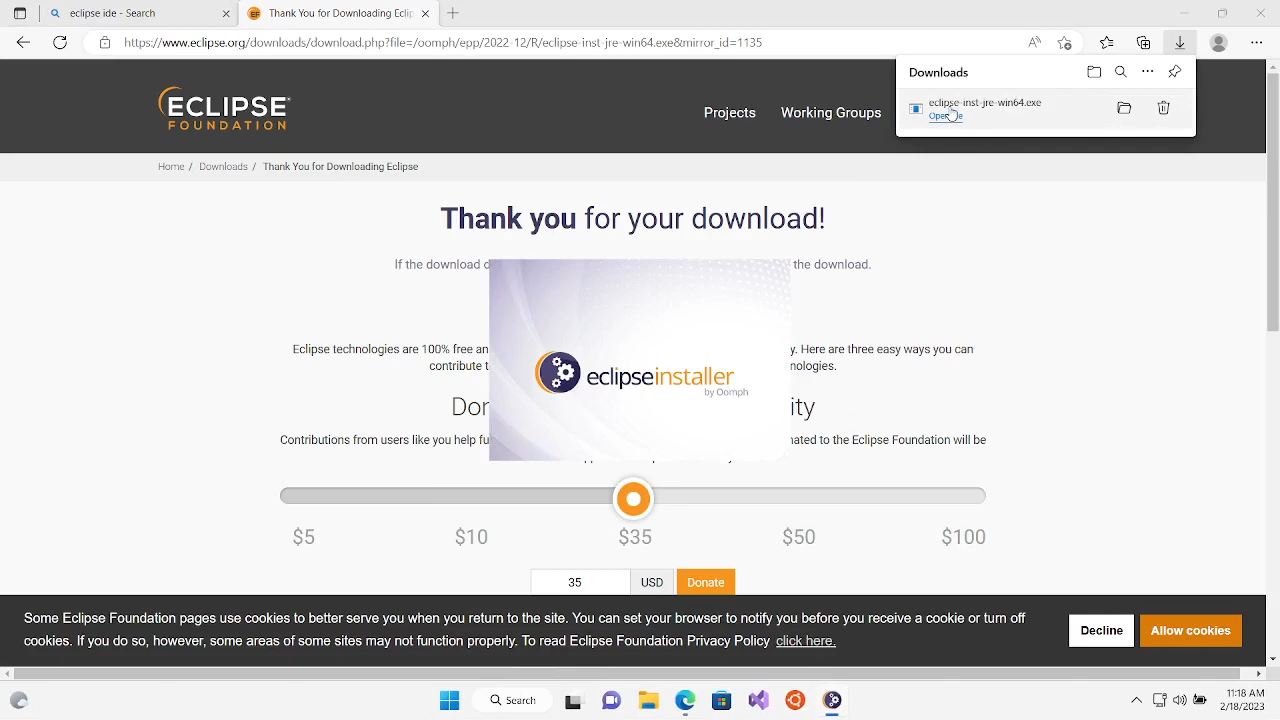 eclipse ide - Search
Thank You for Downloading Eclip
https://www.eclipse.org/downloads/download.php?file=/oomph/epp/2022-12/R/eclipse-inst-jre-win64.exe&mirror_id=1135
Downloads
eclipse-inst-jre-win64.exe
Open
ECLIPSE
FOUNDATION
Projects
Working Groups
Home / Downloads / Thank You for Downloading Eclipse
Thank you for your download!
If the download d
the download.
Eclipse technologies are 100% free an
y. Here are three easy ways you can
contribute t
nologies.
eclipseinstaller
by Oomph
Don
ity
Contributions from users like you help fu
nated to the Eclipse Foundation will be
$5
$10
$35
$50
$100
35
USD
Donate
Some Eclipse Foundation pages use cookies to better serve you when you return to the site. You can set your browser to notify you before you receive a cookie or turn off
cookies. If you do so, however, some areas of some sites may not function properly. To read Eclipse Foundation Privacy Policy click here.
Decline
Allow cookies
Search
11:18 AM
2/18/2023